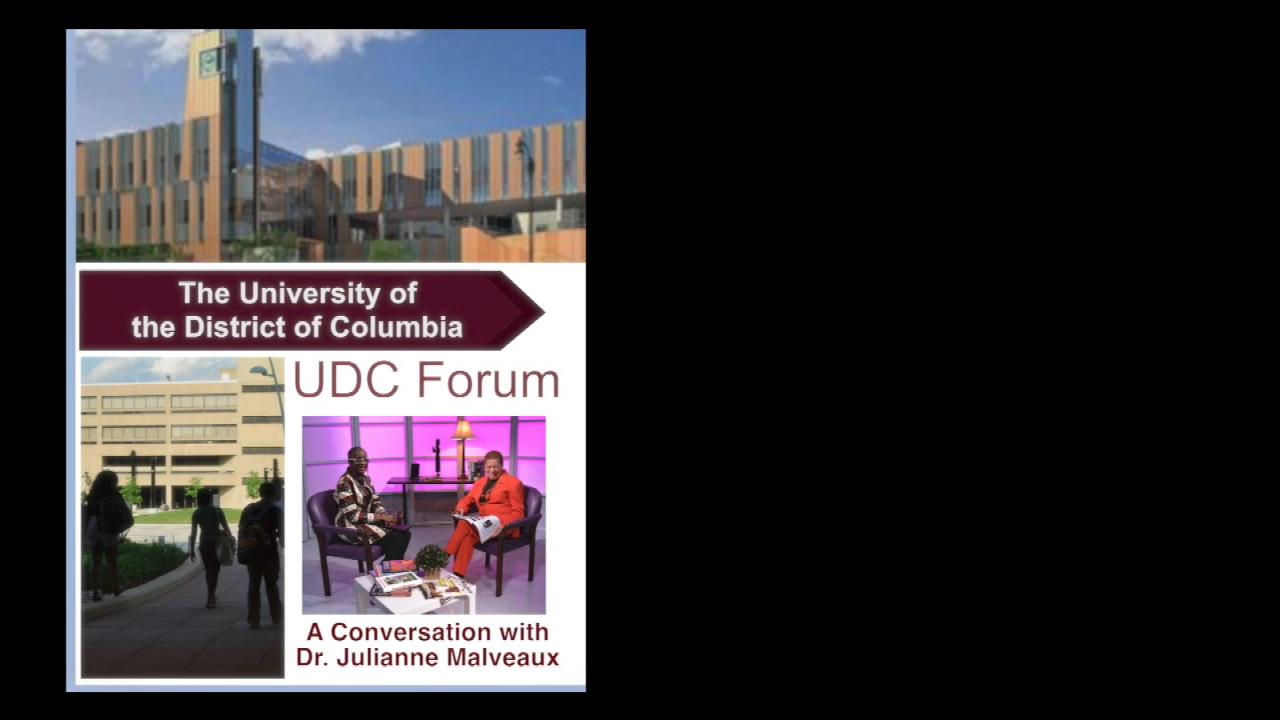 The University of
the District of Columbia
UDC Forum
A Conversation with
Dr. Julianne Malveaux